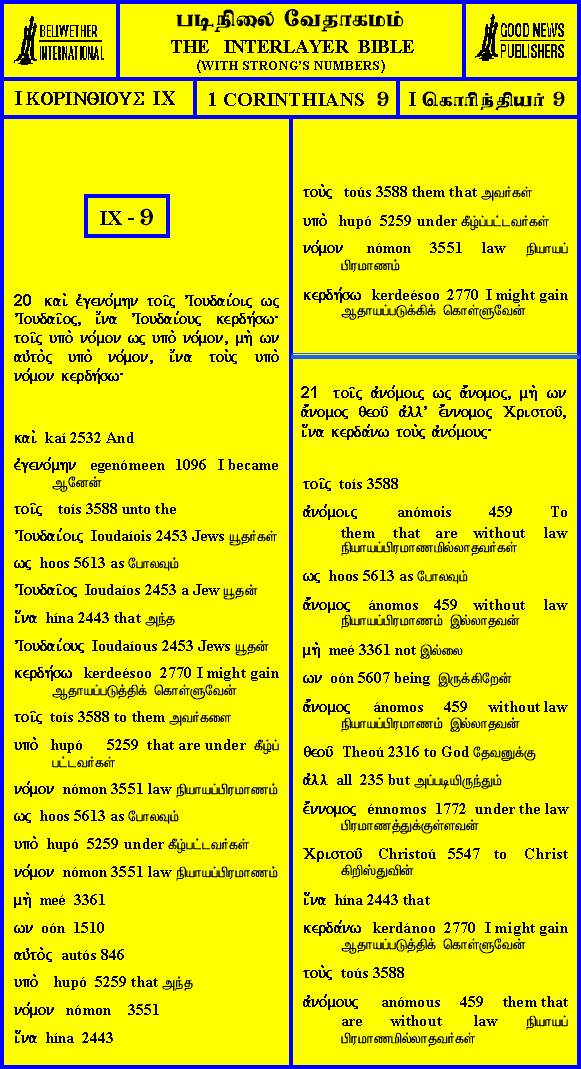 BELLWETHER
INTERNATIONAL
படிநிலை வேதாகமம்
THE INTERLAYER BIBLE
(WITH STRONG'S NUMBERS)
GOOD NEWS
PUBLISHERS
I ΚΟΡΙΝΘΙΟΥΣ IX
1 CORINTHIANS 9
I கொரிந்தியர் 9
IX - 9
20 καὶ ἐγενόμην τοῖς Ἰουδαίοις ως
Ἰουδαῖος, ἵνα Ἰουδαίους κερδήσω·
τοῖς υπὸ νόμον ως υπὸ νόμον, μὴ ων
αὐτὸς υπὸ νόμον, ἵνα τοὺς υπὸ
νόμον κερδήσω·
καὶ kaí 2532 And
ἐγενόμην egenómeen 1096 I became
ஆனேன்
τοῖς toís 3588 unto the
Ἰουδαίοις Ioudaíois 2453 Jews யூதர்கள்
ως hoos 5613 as போலவும்
Ἰουδαῖος Ioudaíos 2453 a Jew யூதன்
ἵνα hína 2443 that அந்த
Ἰουδαίους Ioudaíous 2453 Jews யூதன்
κερδήσω kerdeésoo 2770 I might gain
ஆதாயப்படுத்திக் கொள்ளுவேன்
τοῖς toís 3588 to them அவர்களை
υπὸ hupó 5259 that are under கீழ்ப்
பட்டவர்கள்
νόμον nómon 3551 law நியாயப்பிரமாணம்
ως hoos 5613 as போலவும்
υπὸ hupó 5259 under கீழ்பட்டவர்கள்
νόμον nómon 3551 law நியாயப்பிரமாணம்
μὴ meé 3361
ων oón 1510
αὐτὸς autós 846
υπὸ hupó 5259 that அந்த
νόμον nómon 3551
ἵνα hína 2443
τοὺς toús 3588 them that அவர்கள்
υπὸ hupó 5259 under கீழ்ப்பட்டவர்கள்
νόμον nómon 3551 law நியாயப்
பிரமாணம்
κερδήσω kerdeésoo 2770 I might gain
ஆதாயப்படுக்கிக் கொள்ளுவேன்
21 τοῖς ἀνόμοις ως ἄνομος, μὴ ων
ἄνομος θεοῦ ἀλλ' ἔννομος Χριστοῦ,
ἵνα κερδάνω τοὺς ἀνόμους·
τοῖς toís 3588
ἀνόμοις anómois 459 To
them that are without law
நியாயப்பிரமாணமில்லாதவர்கள்
ως hoos 5613 as போலவும்
ἄνομος ánomos 459 without law
நியாயப்பிரமாணம் இல்லாதவன்
μὴ meé 3361 not இல்லை
ων oón 5607 being இருக்கிறேன்
ἄνομος ánomos 459 without law
நியாயப்பிரமாணம் இல்லாதவன்
θεοῦ Theoú 2316 to God தேவனுக்கு
ἀλλ all 235 but அப்படியிருந்தும்
ἔννομος énnomos 1772 under the law
பிரமாணத்துக்குள்ளவன்
Χριστοῦ Christoú 5547 to Christ
கிறிஸ்துவின்
ἵνα hína 2443 that
κερδάνω kerdánoo 2770 I might gain
ஆதாயப்படுத்திக் கொள்ளுவேன்
τοὺς toús 3588
ἀνόμους anómous 459 them that
are without law நியாயப்
பிரமாணமில்லாதவர்கள்